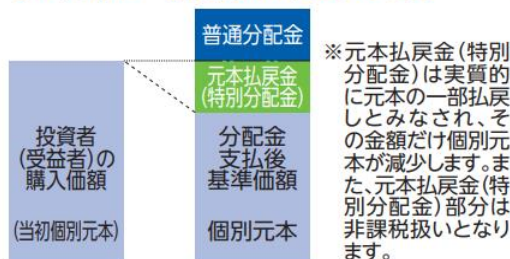 普通分配金
元本払戻金
(特別分配金)
投資者
(受益者)の
購入価額
(当初個別元本)
分配金
支払後
基準価額
個別元本
※元本払戻金(特別
分配金)は実質的
に元本の一部払戻
しとみなされ、そ
の金額だけ個別元
本が減少します。ま
た、元本払戻金(特
別分配金)部分は
非課税扱いとなり
ます。